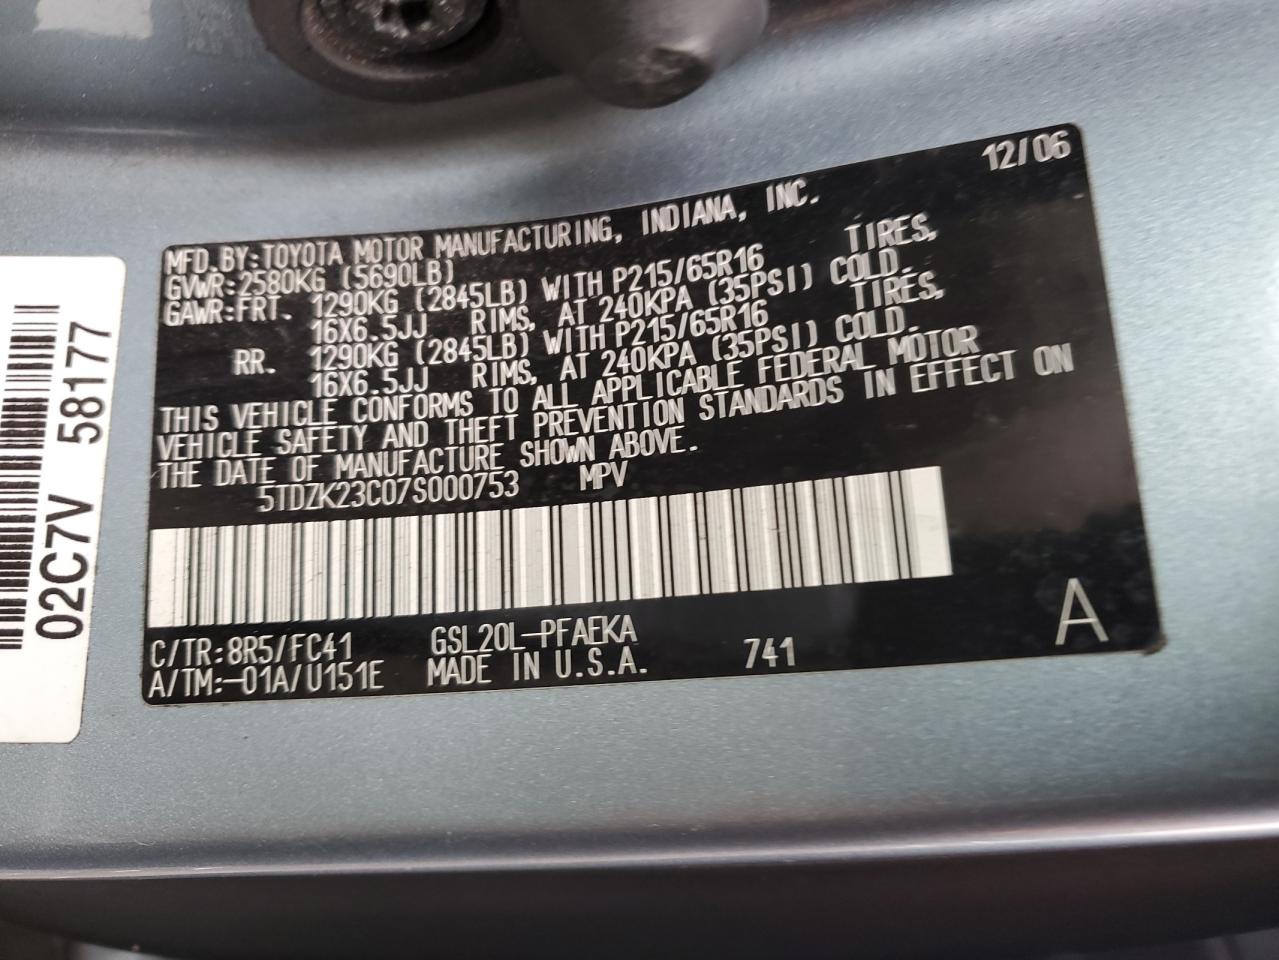 12/06
MFD. BY: TOYOTA MOTOR MANUFACTURING, INDIANA, INC.
GVWR: 2580KG (5690LB)
GAWR: FRT. 1290KG (2845LB) WITH P215/65R16 TIRES,
16X6.5JJ RIMS, AT 240KPA (35PSI) COLD.
RR. 1290KG (2845LB) WITH P215/65R16 TIRES,
16X6.5JJ RIMS, AT 240KPA (35PSI) COLD.
THIS VEHICLE CONFORMS TO ALL APPLICABLE FEDERAL MOTOR
VEHICLE SAFETY AND THEFT PREVENTION STANDARDS IN EFFECT ON
THE DATE OF MANUFACTURE SHOWN ABOVE.
5TDZK23C07S000753 MPV
C/TR: 8R5/FC41 GSL20L-PFAEKA
A/TM: -01A/U151E MADE IN U.S.A. 741
A
02C7V 58177